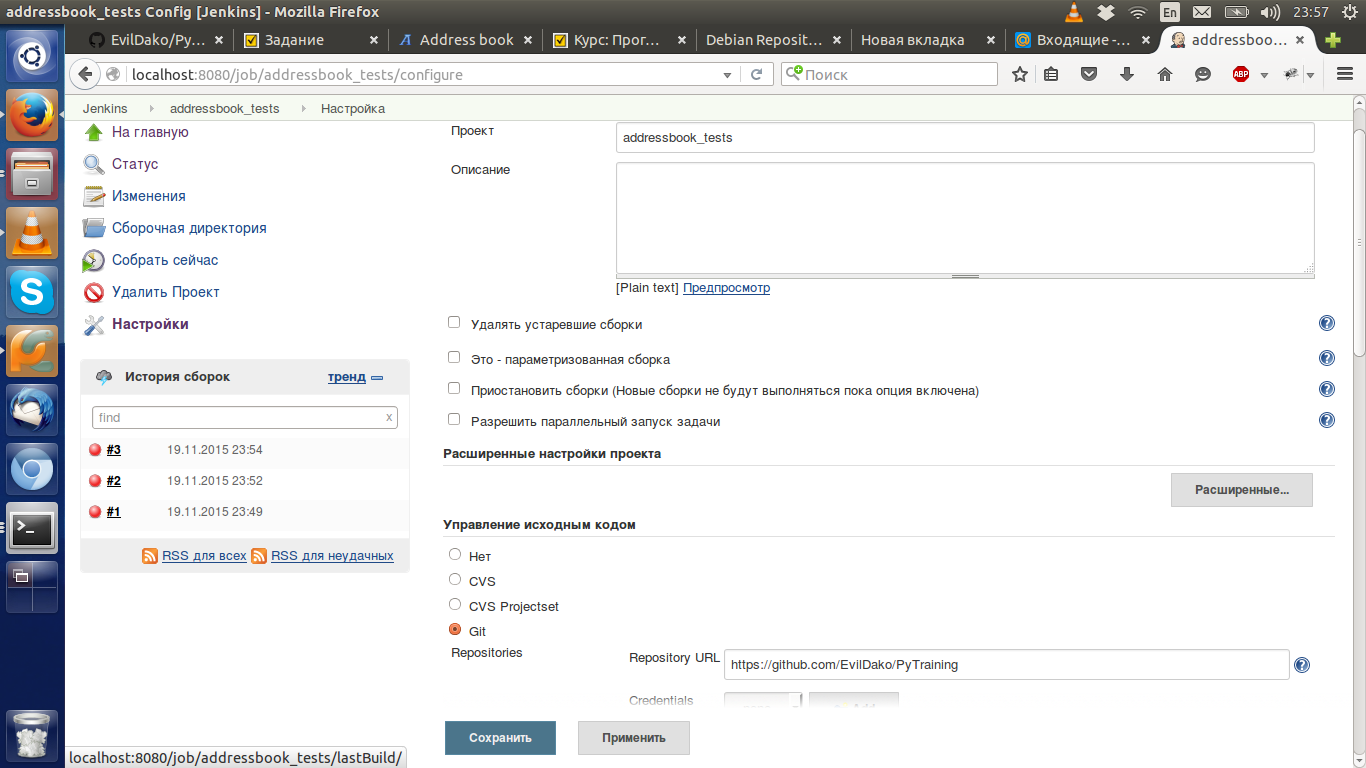 addressbook_tests Config [Jenkins] - Mozilla Firefox
En
23:57
EvilDako/Py…
Задание
Address book
Курс: Прог…
Debian Reposit…
Новая вкладка
Входящие -…
addressboo…
localhost:8080/job/addressbook_tests/configure
Поиск
ABP
Jenkins
addressbook_tests
Настройка
На главную
Статус
Изменения
Сборочная директория
Собрать сейчас
Удалить Проект
Настройки
История сборок
тренд
find
x
#3 19.11.2015 23:54
#2 19.11.2015 23:52
#1 19.11.2015 23:49
RSS для всех
RSS для неудачных
Проект
addressbook_tests
Описание
[Plain text] Предпросмотр
Удалять устаревшие сборки
Это - параметризованная сборка
Приостановить сборки (Новые сборки не будут выполняться пока опция включена)
Разрешить параллельный запуск задачи
Расширенные настройки проекта
Расширенные...
Управление исходным кодом
Нет
CVS
CVS Projectset
Git
Repositories
Repository URL
https://github.com/EvilDako/PyTraining
Credentials
Сохранить
Применить
localhost:8080/job/addressbook_tests/lastBuild/